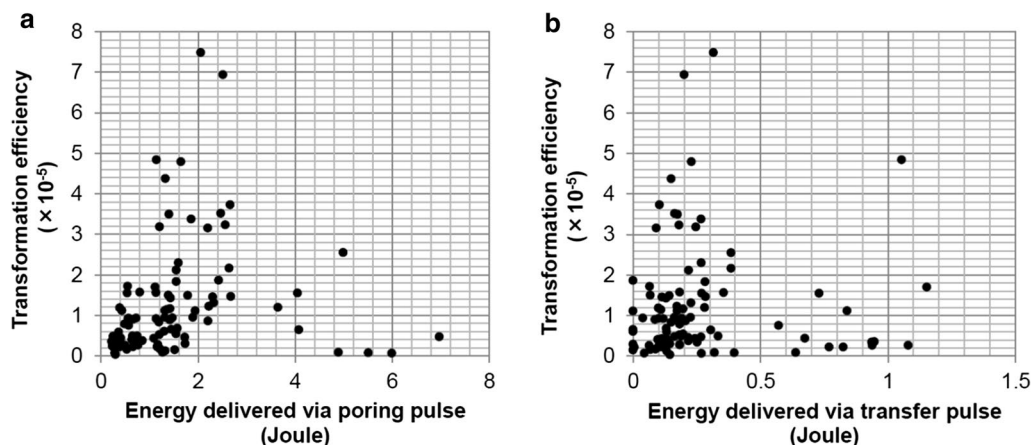 a
8
7
6
5
4
3
2
1
0
Transformation efficiency
(×10⁻⁵)
0 2 4 6 8
Energy delivered via poring pulse
(Joule)
b
8
7
6
5
4
3
2
1
0
Transformation efficiency
(×10⁻⁵)
0 0.5 1 1.5
Energy delivered via transfer pulse
(Joule)